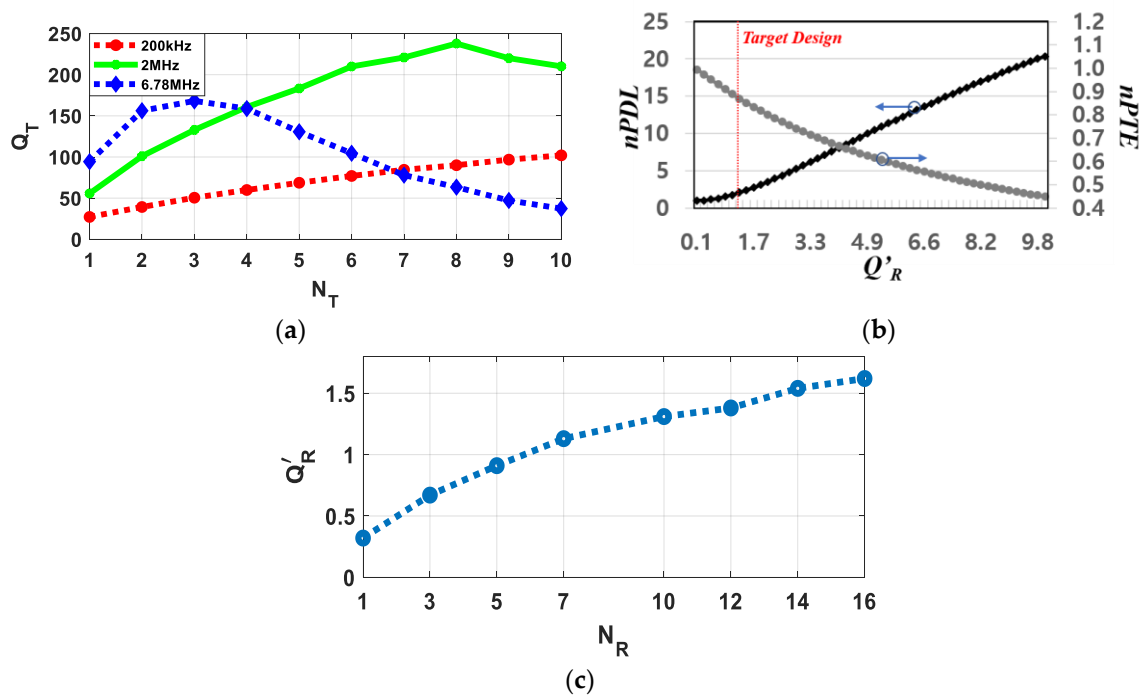 250
200
150
100
50
0
Q_T
200kHz
2MHz
6.78MHz
1 2 3 4 5 6 7 8 9 10
N_T
(a)
(b)
25
20
15
10
5
0
nPDL
Target Design
1.2
1.1
1.0
0.9
0.8
0.7
0.6
0.5
0.4
nPTE
0.1 1.7 3.3 4.9 6.6 8.2 9.8
Q'_R
1.5
1
0.5
0
Q'_R
1 3 5 7 10 12 14 16
N_R
(c)